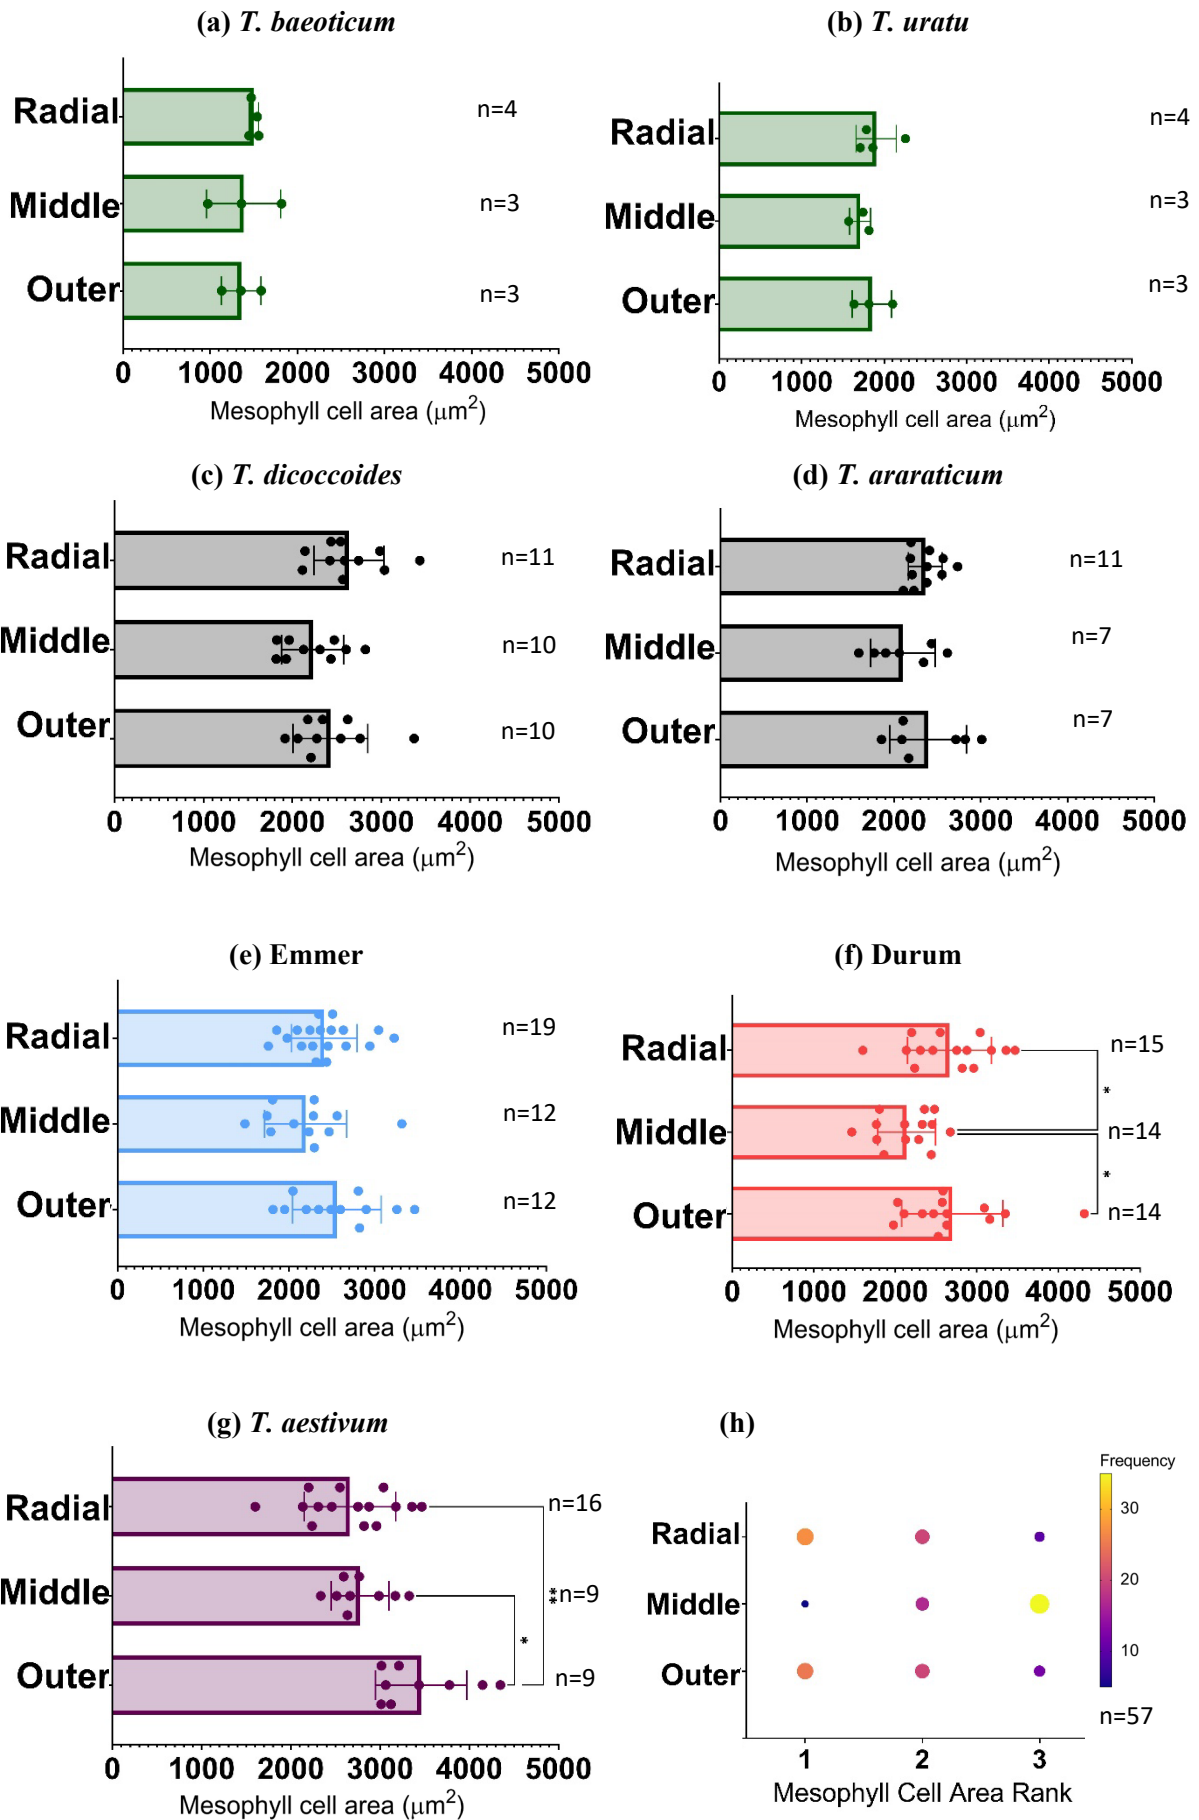 (a) T. baeoticum
Radial
n=4
Middle
n=3
Outer
n=3
0 1000 2000 3000 4000 5000
Mesophyll cell area (μm²)
(b) T. uratu
Radial
n=4
Middle
n=3
Outer
n=3
0 1000 2000 3000 4000 5000
Mesophyll cell area (μm²)
(c) T. dicoccoides
Radial
n=11
Middle
n=10
Outer
n=10
0 1000 2000 3000 4000 5000
Mesophyll cell area (μm²)
(d) T. araraticum
Radial
n=11
Middle
n=7
Outer
n=7
0 1000 2000 3000 4000 5000
Mesophyll cell area (μm²)
(e) Emmer
Radial
n=19
Middle
n=12
Outer
n=12
0 1000 2000 3000 4000 5000
Mesophyll cell area (μm²)
(f) Durum
Radial
n=15
*
Middle
n=14
*
Outer
n=14
0 1000 2000 3000 4000 5000
Mesophyll cell area (μm²)
(g) T. aestivum
Radial
n=16
Middle
**
n=9
*
Outer
n=9
0 1000 2000 3000 4000 5000
Mesophyll cell area (μm²)
(h)
Frequency
30
20
10
n=57
Radial
Middle
Outer
1 2 3
Mesophyll Cell Area Rank